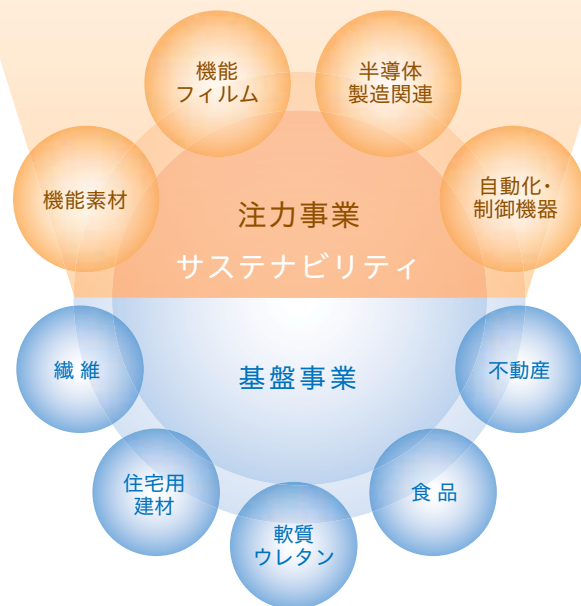 機能
フィルム
半導体
製造関連
機能素材
自動化・
制御機器
注力事業
サステナビリティ
基盤事業
繊 維
不動産
住宅用
建材
食 品
軟質
ウレタン